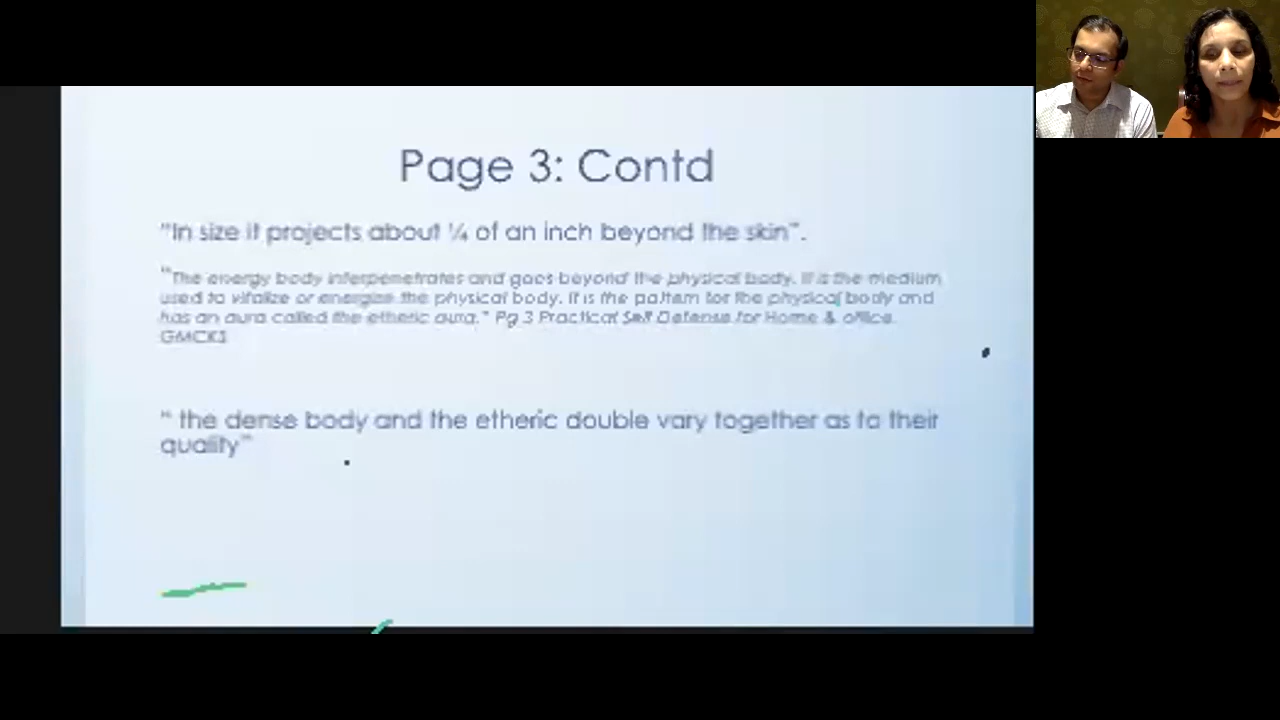 Page 3: Contd
"In size it projects about ¼ of an inch beyond the skin".
"The energy body interpenetrates and goes beyond the physical body. It is the medium
used to vitalize or energize the physical body. It is the pattern for the physical body and
has an aura called the etheric aura." Pg 3 Practical Self Defense for Home & office.
GMCKS
" the dense body and the etheric double vary together as to their
quality"